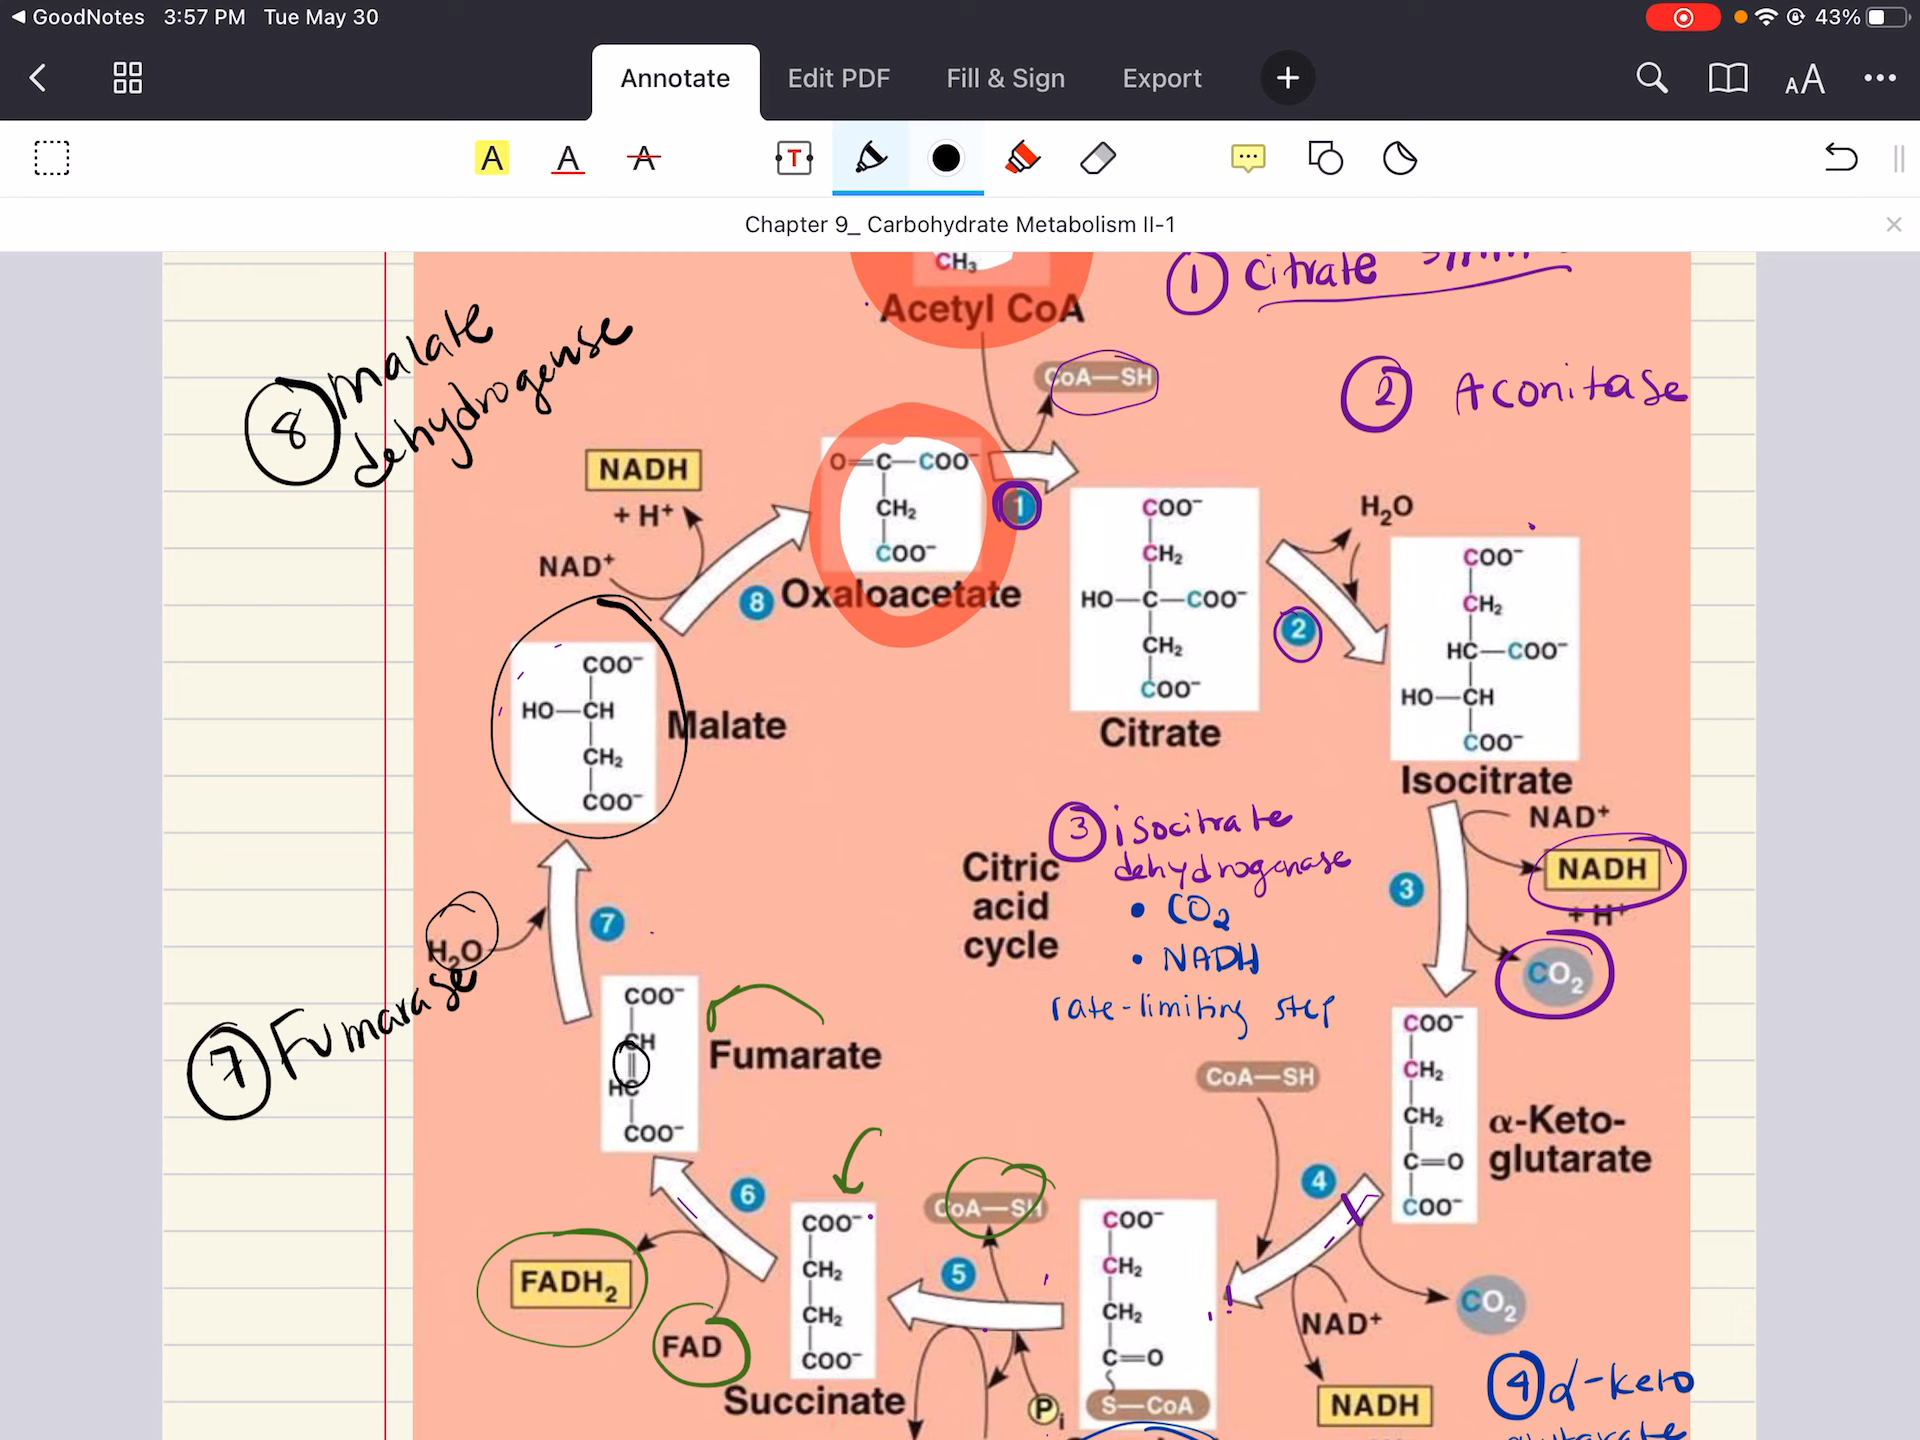 GoodNotes 3:57 PM Tue May 30
43%
Annotate Edit PDF Fill & Sign Export
A A A T
Chapter 9_ Carbohydrate Metabolism II-1
CH₃
Acetyl CoA
① Citrate
CoA—SH
② Aconitase
⑧ malate
dehydrogense
NADH
+ H⁺
NAD⁺
8
O=C—COO⁻
CH₂
COO⁻
Oxaloacetate
1
COO⁻
CH₂
HO—C—COO⁻
CH₂
COO⁻
Citrate
H₂O
2
COO⁻
CH₂
HC—COO⁻
HO—CH
COO⁻
Isocitrate
COO⁻
HO—CH
CH₂
COO⁻
Malate
③ isocitrate
dehydrogenase
• CO₂
• NADH
rate-limiting step
Citric
acid
cycle
3
NAD⁺
NADH
+ H⁺
CO₂
7
H₂O
⑦ Fumarase
COO⁻
CH
HC
COO⁻
Fumarate
CoA—SH
COO⁻
CH₂
CH₂
C=O
COO⁻
α-Keto-
glutarate
4
NAD⁺
CO₂
NADH
④ α-keto
glutarate
6
FADH₂
FAD
COO⁻
CH₂
CH₂
COO⁻
Succinate
CoA—SH
5
Pi
COO⁻
CH₂
CH₂
C=O
S—CoA